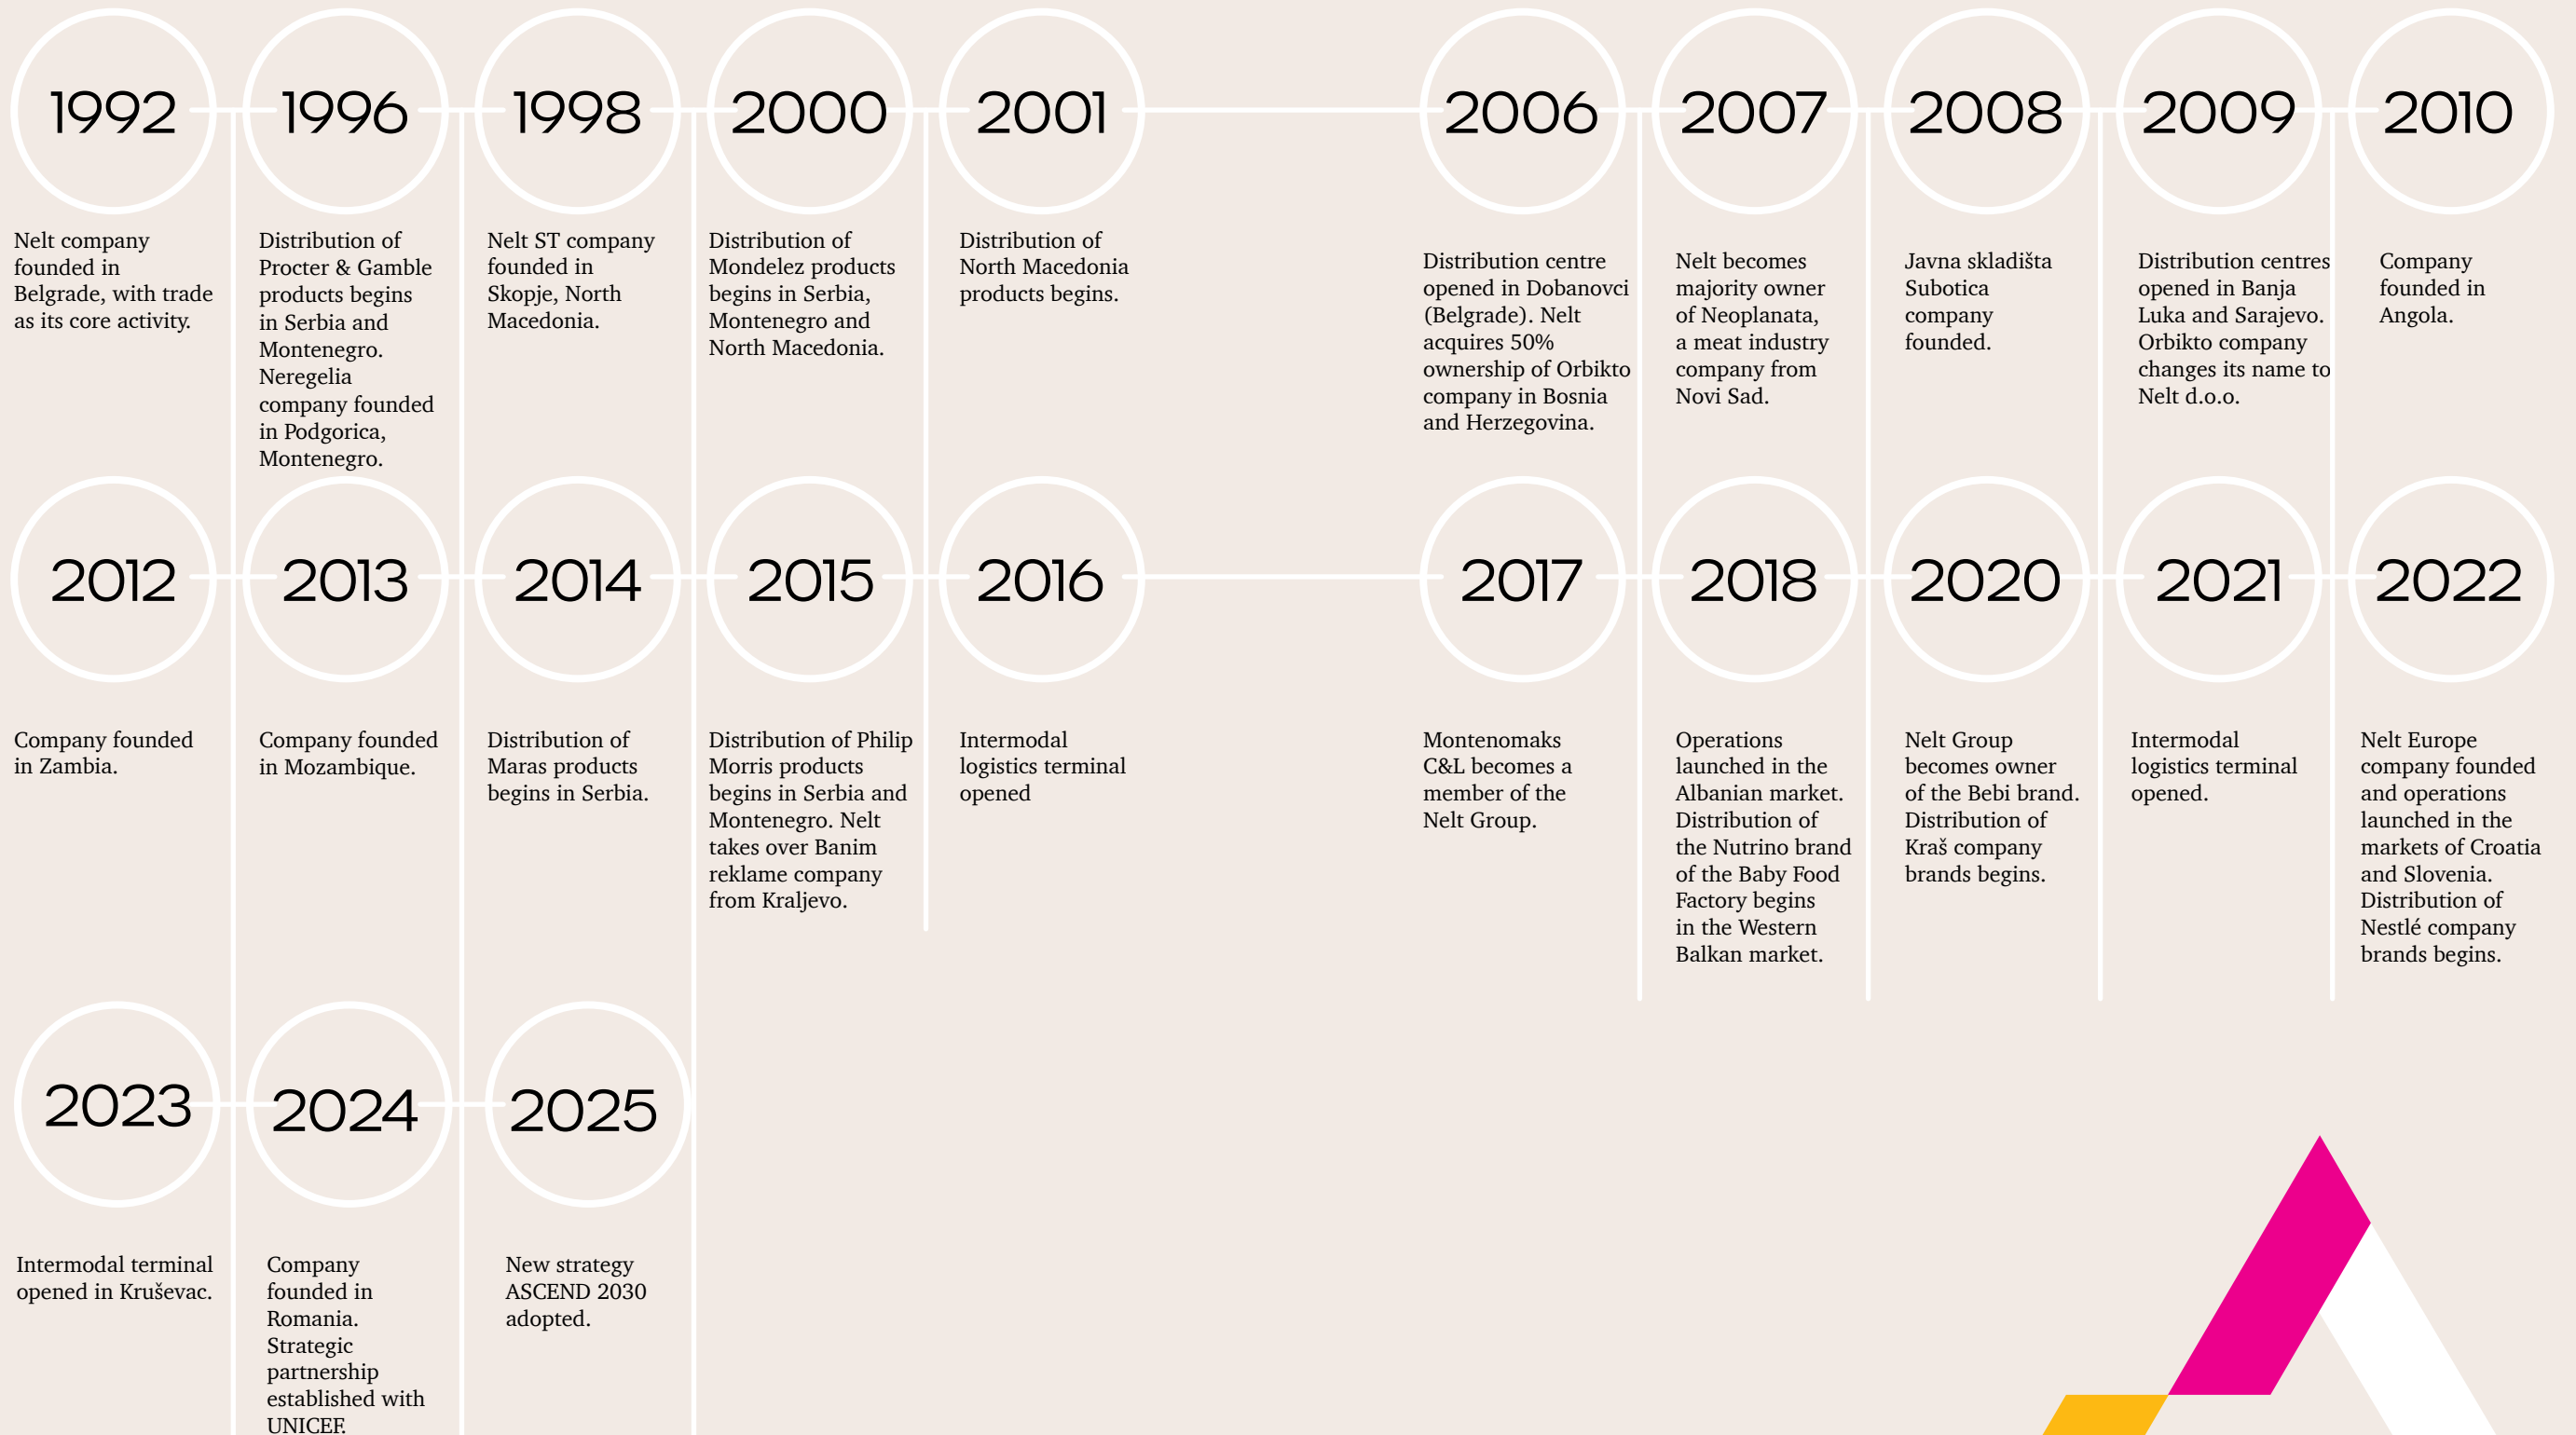 1992
Nelt company
founded in
Belgrade, with trade
as its core activity.
1996
Distribution of
Procter & Gamble
products begins
in Serbia and
Montenegro.
Neregelia
company founded
in Podgorica,
Montenegro.
1998
Nelt ST company
founded in
Skopje, North
Macedonia.
2000
Distribution of
Mondelez products
begins in Serbia,
Montenegro and
North Macedonia.
2001
Distribution of
North Macedonia
products begins.
2006
Distribution centre
opened in Dobanovci
(Belgrade). Nelt
acquires 50%
ownership of Orbikto
company in Bosnia
and Herzegovina.
2007
Nelt becomes
majority owner
of Neoplanata,
a meat industry
company from
Novi Sad.
2008
Javna skladišta
Subotica
company
founded.
2009
Distribution centres
opened in Banja
Luka and Sarajevo.
Orbikto company
changes its name to
Nelt d.o.o.
2010
Company
founded in
Angola.
2012
Company founded
in Zambia.
2013
Company founded
in Mozambique.
2014
Distribution of
Maras products
begins in Serbia.
2015
Distribution of Philip
Morris products
begins in Serbia and
Montenegro. Nelt
takes over Banim
reklame company
from Kraljevo.
2016
Intermodal
logistics terminal
opened
2017
Montenomaks
C&L becomes a
member of the
Nelt Group.
2018
Operations
launched in the
Albanian market.
Distribution of
the Nutrino brand
of the Baby Food
Factory begins
in the Western
Balkan market.
2020
Nelt Group
becomes owner
of the Bebi brand.
Distribution of
Kraš company
brands begins.
2021
Intermodal
logistics terminal
opened.
2022
Nelt Europe
company founded
and operations
launched in the
markets of Croatia
and Slovenia.
Distribution of
Nestlé company
brands begins.
2023
Intermodal terminal
opened in Kruševac.
2024
Company
founded in
Romania.
Strategic
partnership
established with
UNICEF.
2025
New strategy
ASCEND 2030
adopted.